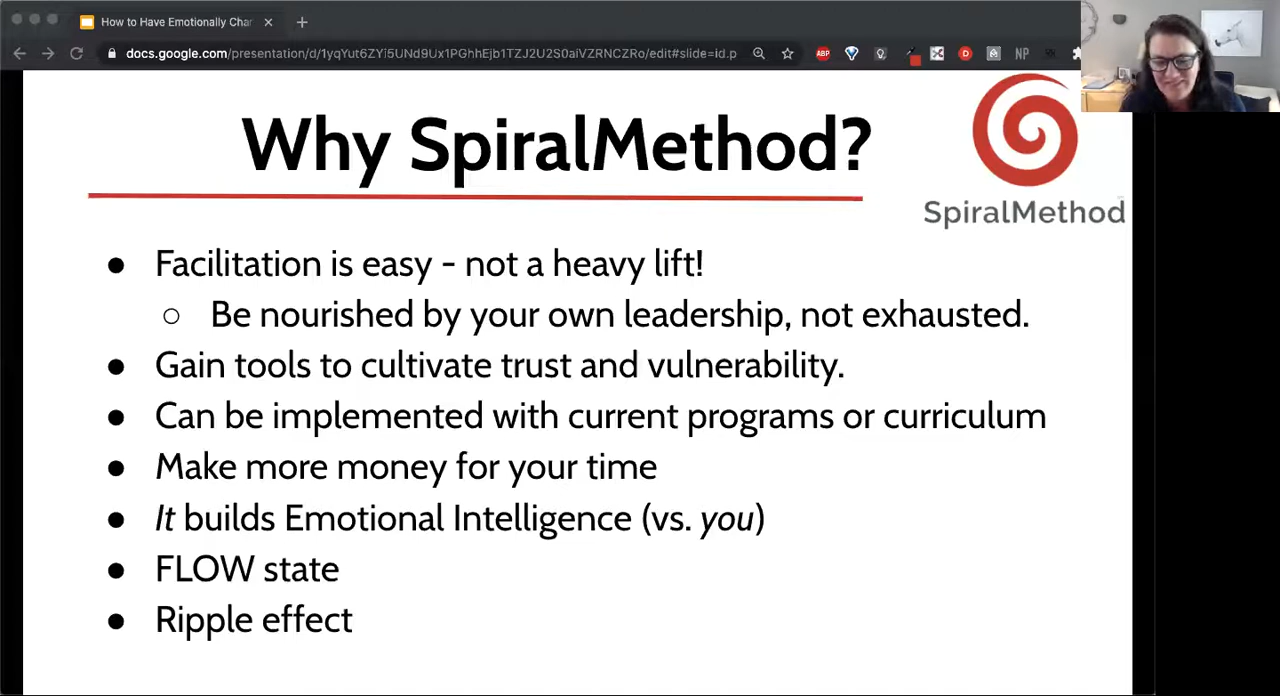 How to Have Emotionally Char
docs.google.com/presentation/d/1yqYut6ZYi5UNd9Ux1PGhhEjb1TZJ2U2S0aiVZRNCZRo/edit#slide=id.p
ABP
NP
Why SpiralMethod?
SpiralMethod
● Facilitation is easy - not a heavy lift!
○ Be nourished by your own leadership, not exhausted.
● Gain tools to cultivate trust and vulnerability.
● Can be implemented with current programs or curriculum
● Make more money for your time
● It builds Emotional Intelligence (vs. you)
● FLOW state
● Ripple effect